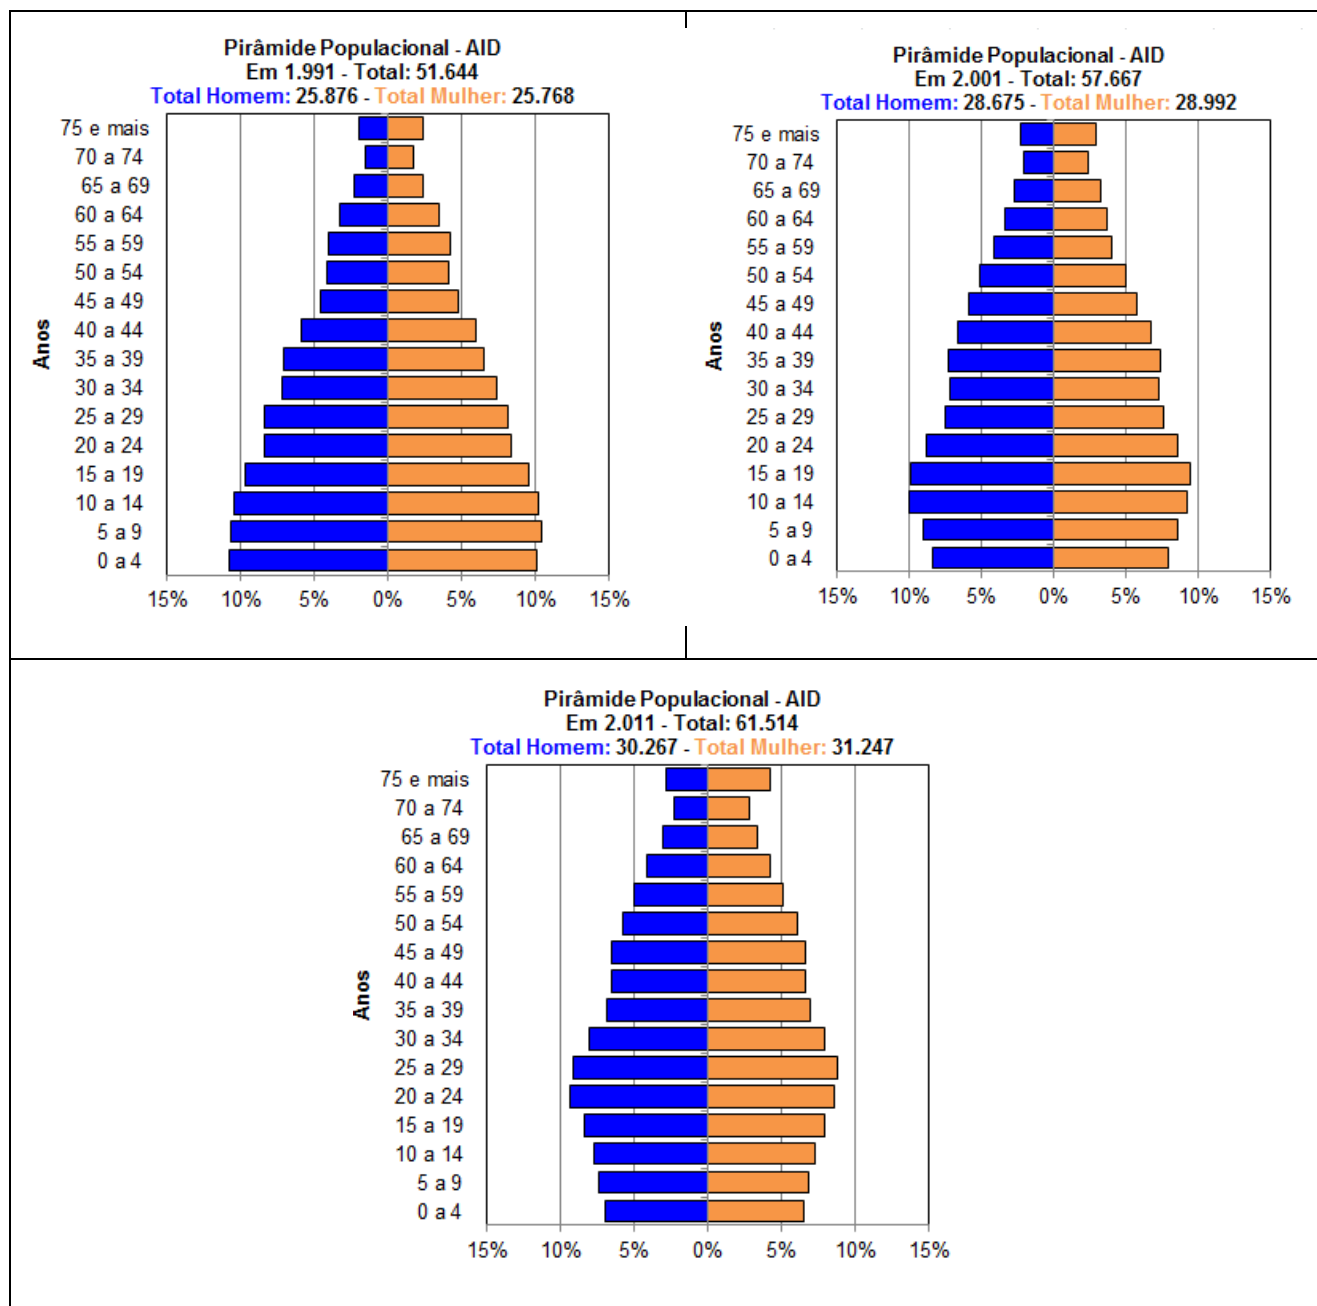 Pirâmide Populacional - AID
Em 1.991 - Total: 51.644
Total Homem: 25.876 - Total Mulher: 25.768
75 e mais
70 a 74
65 a 69
60 a 64
55 a 59
50 a 54
45 a 49
40 a 44
35 a 39
30 a 34
25 a 29
20 a 24
15 a 19
10 a 14
5 a 9
0 a 4
Anos
15% 10% 5% 0% 5% 10% 15%
Pirâmide Populacional - AID
Em 2.001 - Total: 57.667
Total Homem: 28.675 - Total Mulher: 28.992
75 e mais
70 a 74
65 a 69
60 a 64
55 a 59
50 a 54
45 a 49
40 a 44
35 a 39
30 a 34
25 a 29
20 a 24
15 a 19
10 a 14
5 a 9
0 a 4
Anos
15% 10% 5% 0% 5% 10% 15%
Pirâmide Populacional - AID
Em 2.011 - Total: 61.514
Total Homem: 30.267 - Total Mulher: 31.247
75 e mais
70 a 74
65 a 69
60 a 64
55 a 59
50 a 54
45 a 49
40 a 44
35 a 39
30 a 34
25 a 29
20 a 24
15 a 19
10 a 14
5 a 9
0 a 4
Anos
15% 10% 5% 0% 5% 10% 15%